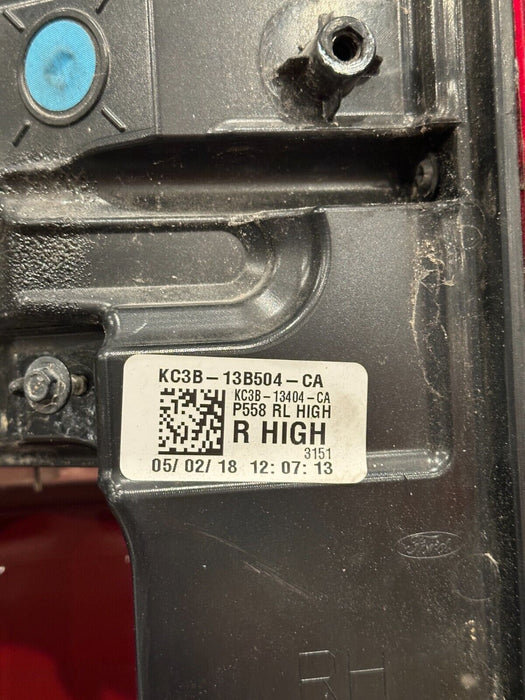 KC3B-13B504-CA
KC3B-13404-CA
P558 RL HIGH
R HIGH
3151
05/ 02/ 18 12: 07: 13
Ford
RH